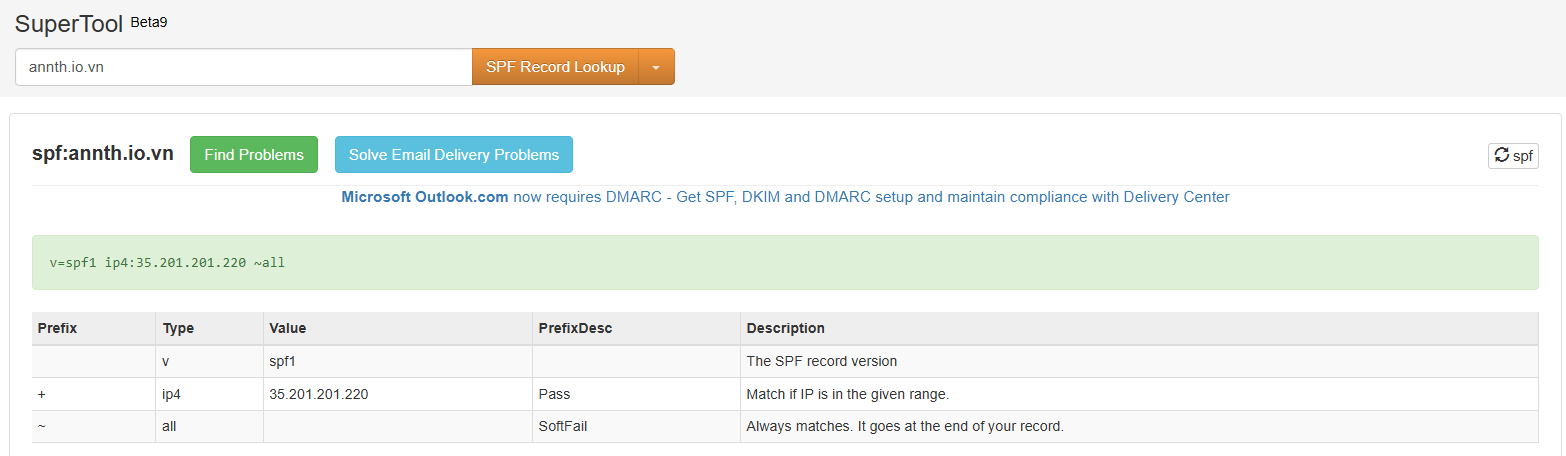 SuperTool Beta9
annth.io.vn SPF Record Lookup
spf:annth.io.vn Find Problems Solve Email Delivery Problems spf
Microsoft Outlook.com now requires DMARC - Get SPF, DKIM and DMARC setup and maintain compliance with Delivery Center
v=spf1 ip4:35.201.201.220 ~all
Prefix Type Value PrefixDesc Description
v spf1 The SPF record version
+ ip4 35.201.201.220 Pass Match if IP is in the given range.
~ all SoftFail Always matches. It goes at the end of your record.